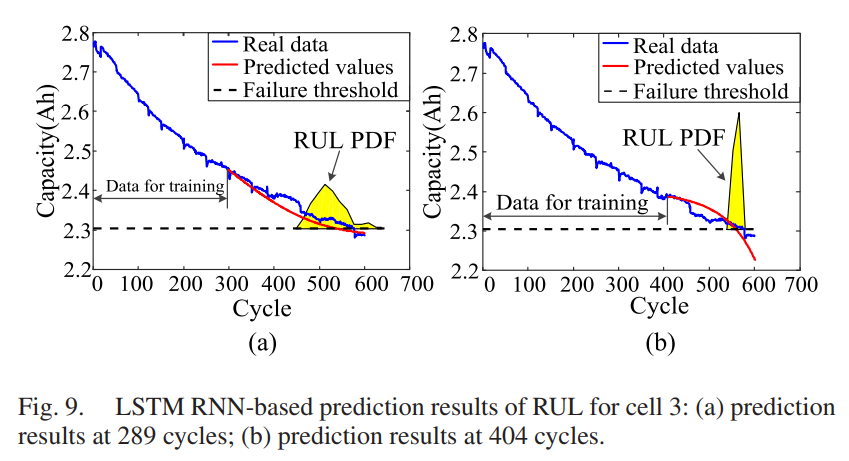 2.8
2.7
2.6
2.5
2.4
2.3
2.2
Capacity(Ah)
Real data
Predicted values
Failure threshold
RUL PDF
Data for training
0 100 200 300 400 500 600 700
Cycle
(a)
2.8
2.7
2.6
2.5
2.4
2.3
2.2
Capacity(Ah)
Real data
Predicted values
Failure threshold
RUL PDF
Data for training
0 100 200 300 400 500 600 700
Cycle
(b)
Fig. 9. LSTM RNN-based prediction results of RUL for cell 3: (a) prediction
results at 289 cycles; (b) prediction results at 404 cycles.